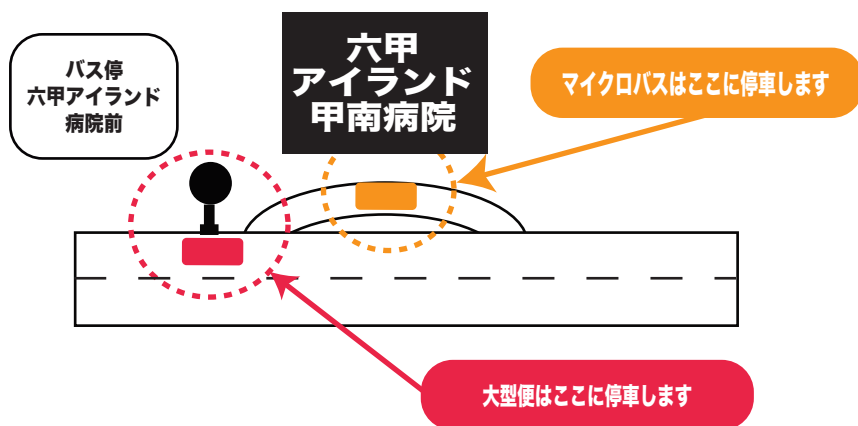 バス停
六甲アイランド
病院前
六甲
アイランド
甲南病院
マイクロバスはここに停車します
大型便はここに停車します